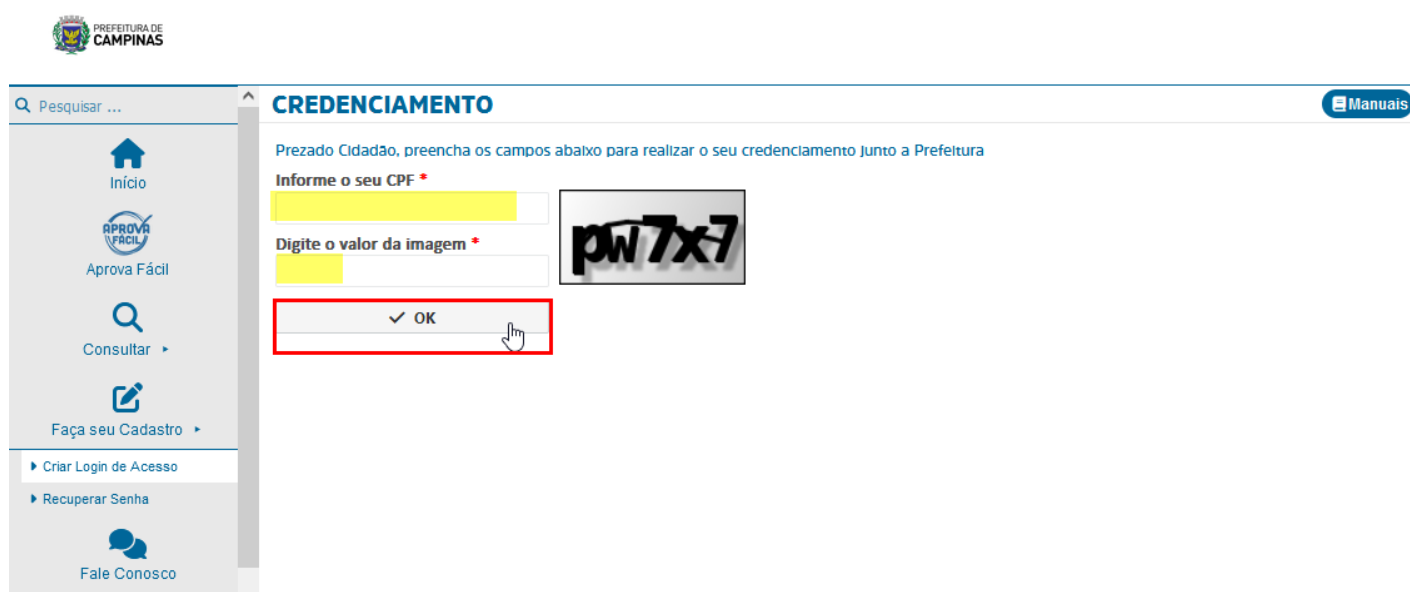 PREFEITURA DE
CAMPINAS
Pesquisar ...
Início
APROVA
FÁCIL
Aprova Fácil
Consultar
Faça seu Cadastro
Criar Login de Acesso
Recuperar Senha
Fale Conosco
CREDENCIAMENTO
Manuais
Prezado Cidadão, preencha os campos abaixo para realizar o seu credenciamento junto a Prefeitura
Informe o seu CPF *
Digite o valor da imagem *
pw7x7
OK